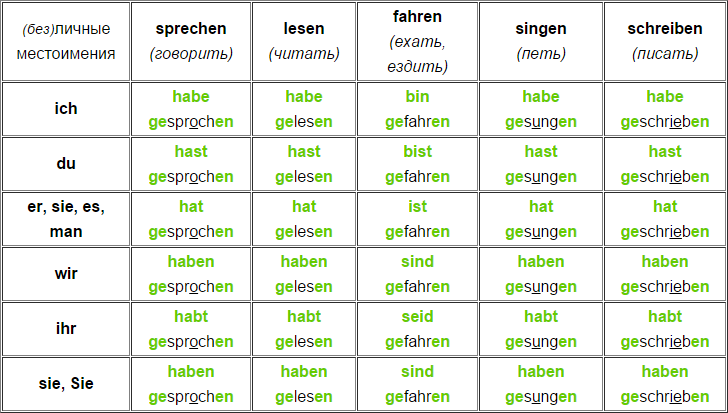 (без)личные местоимения | sprechen (говорить) | lesen (читать) | fahren (ехать, ездить) | singen (петь) | schreiben (писать)
ich | habe gesprochen | habe gelesen | bin gefahren | habe gesungen | habe geschrieben
du | hast gesprochen | hast gelesen | bist gefahren | hast gesungen | hast geschrieben
er, sie, es, man | hat gesprochen | hat gelesen | ist gefahren | hat gesungen | hat geschrieben
wir | haben gesprochen | haben gelesen | sind gefahren | haben gesungen | haben geschrieben
ihr | habt gesprochen | habt gelesen | seid gefahren | habt gesungen | habt geschrieben
sie, Sie | haben gesprochen | haben gelesen | sind gefahren | haben gesungen | haben geschrieben